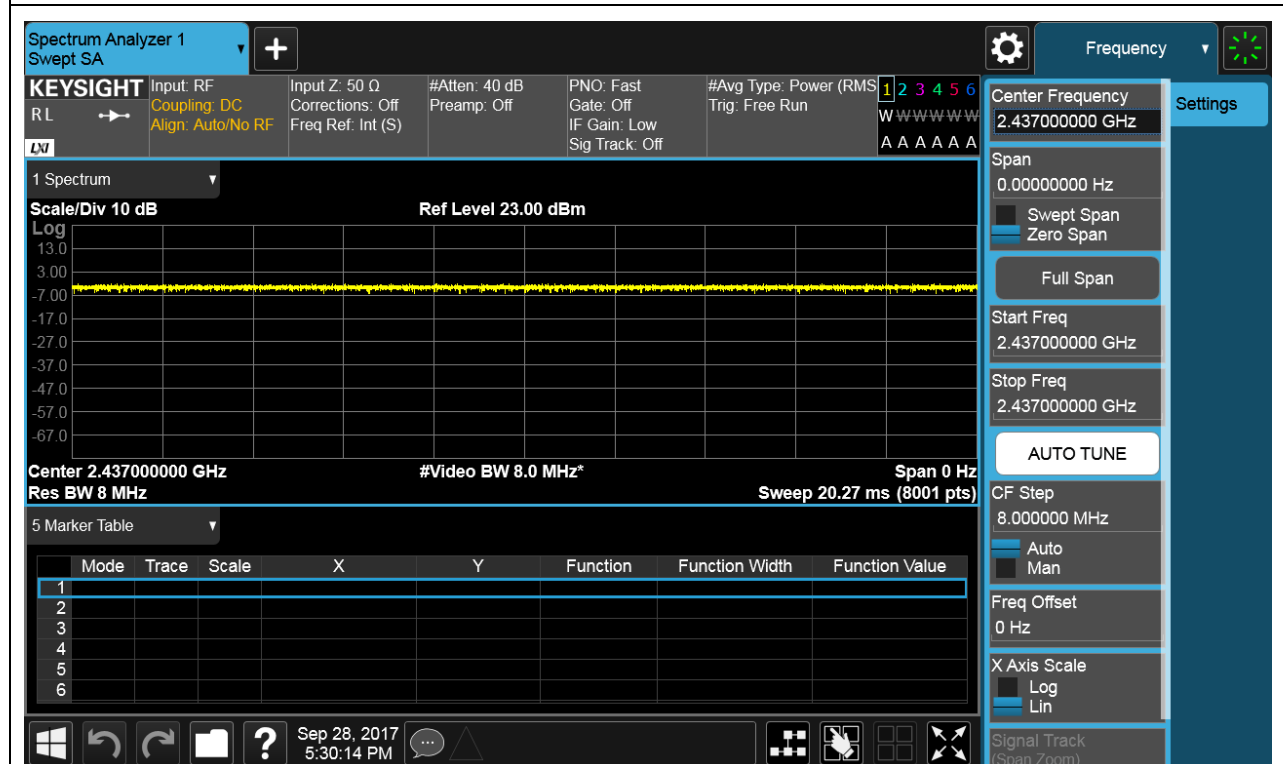 Spectrum Analyzer 1
Swept SA
Frequency
KEYSIGHT
RL
LXI
Input: RF
Coupling: DC
Align: Auto/No RF
Input Z: 50 Ω
Corrections: Off
Freq Ref: Int (S)
#Atten: 40 dB
Preamp: Off
PNO: Fast
Gate: Off
IF Gain: Low
Sig Track: Off
#Avg Type: Power (RMS
Trig: Free Run
1 2 3 4 5 6
W W W W W W
A A A A A A
1 Spectrum
Scale/Div 10 dB
Ref Level 23.00 dBm
Log
13.0
3.00
-7.00
-17.0
-27.0
-37.0
-47.0
-57.0
-67.0
Center 2.437000000 GHz
#Video BW 8.0 MHz*
Span 0 Hz
Res BW 8 MHz
Sweep 20.27 ms (8001 pts)
5 Marker Table
Mode Trace Scale X Y Function Function Width Function Value
1
2
3
4
5
6
?
Sep 28, 2017
5:30:14 PM
Center Frequency
2.437000000 GHz
Settings
Span
0.00000000 Hz
Swept Span
Zero Span
Full Span
Start Freq
2.437000000 GHz
Stop Freq
2.437000000 GHz
AUTO TUNE
CF Step
8.000000 MHz
Auto
Man
Freq Offset
0 Hz
X Axis Scale
Log
Lin
Signal Track
(Span Zoom)